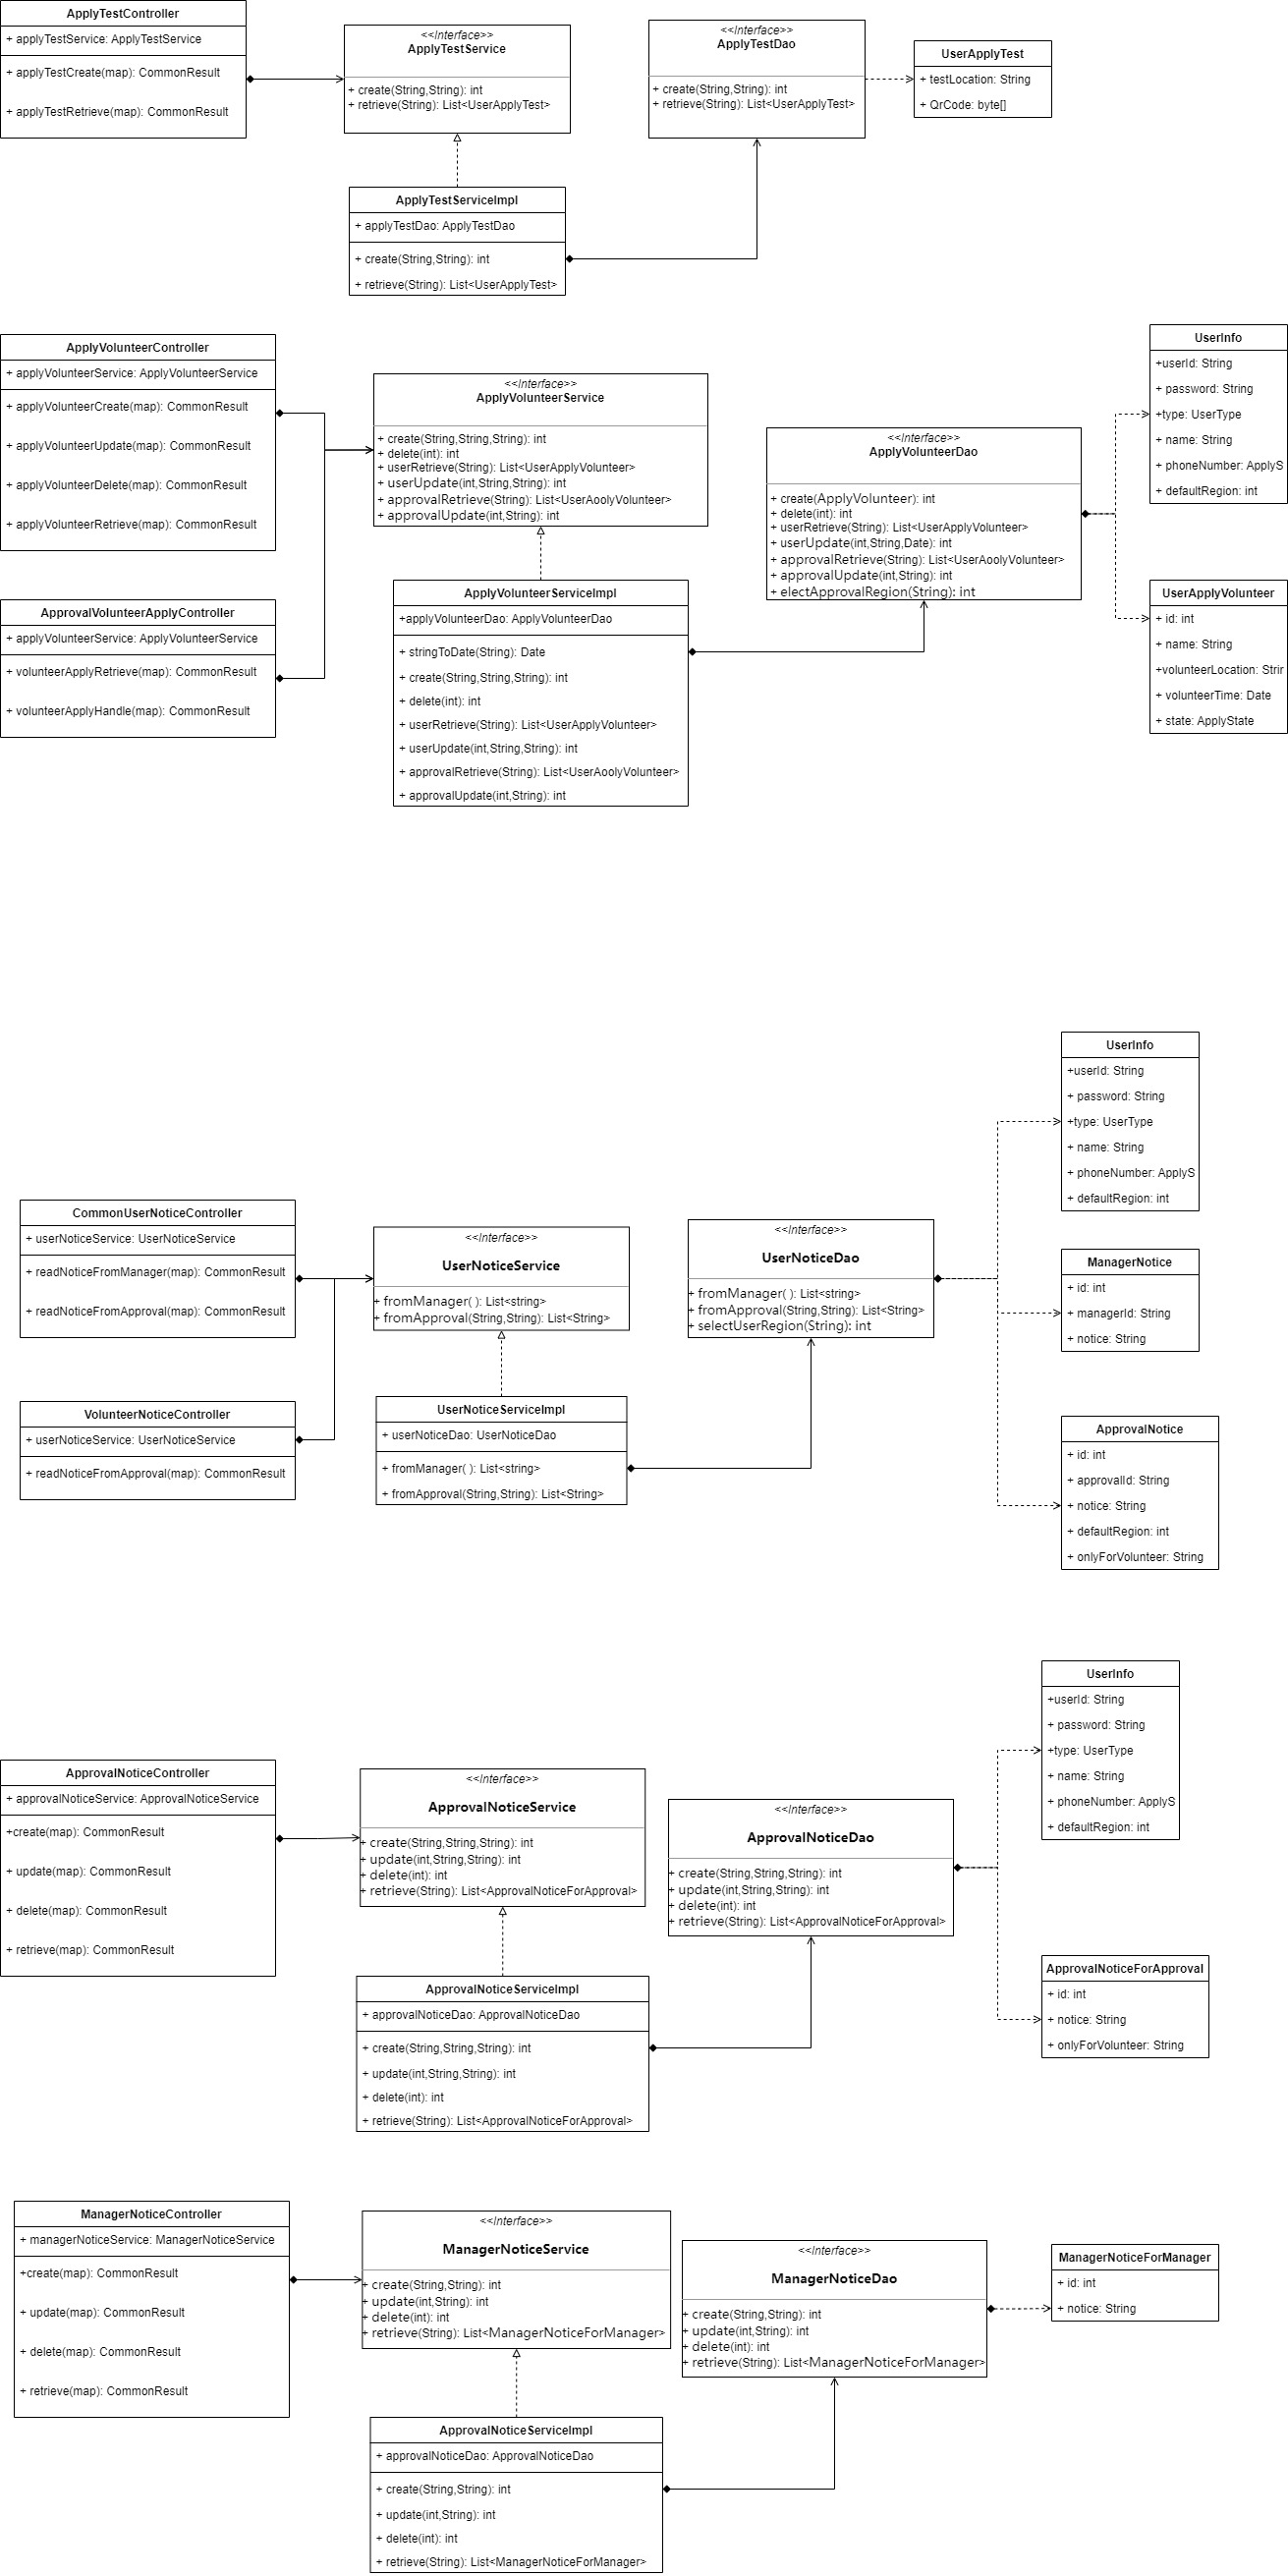 ApplyTestController
+ applyTestService: ApplyTestService
+ applyTestCreate(map): CommonResult
+ applyTestRetrieve(map): CommonResult
<<Interface>>
ApplyTestService
+ create(String,String): int
+ retrieve(String): List<UserApplyTest>
<<Interface>>
ApplyTestDao
+ create(String,String): int
+ retrieve(String): List<UserApplyTest>
UserApplyTest
+ testLocation: String
+ QrCode: byte[]
ApplyTestServiceImpl
+ applyTestDao: ApplyTestDao
+ create(String,String): int
+ retrieve(String): List<UserApplyTest>
ApplyVolunteerController
+ applyVolunteerService: ApplyVolunteerService
+ applyVolunteerCreate(map): CommonResult
+ applyVolunteerUpdate(map): CommonResult
+ applyVolunteerDelete(map): CommonResult
+ applyVolunteerRetrieve(map): CommonResult
<<Interface>>
ApplyVolunteerService
+ create(String,String,String): int
+ delete(int): int
+ userRetrieve(String): List<UserApplyVolunteer>
+ userUpdate(int,String,String): int
+ approvalRetrieve(String): List<UserAoolyVolunteer>
+ approvalUpdate(int,String): int
<<Interface>>
ApplyVolunteerDao
+ create(ApplyVolunteer): int
+ delete(int): int
+ userRetrieve(String): List<UserApplyVolunteer>
+ userUpdate(int,String,Date): int
+ approvalRetrieve(String): List<UserAoolyVolunteer>
+ approvalUpdate(int,String): int
+ electApprovalRegion(String): int
UserInfo
+userId: String
+ password: String
+type: UserType
+ name: String
+ phoneNumber: ApplyS
+ defaultRegion: int
UserApplyVolunteer
+ id: int
+ name: String
+volunteerLocation: Strir
+ volunteerTime: Date
+ state: ApplyState
ApprovalVolunteerApplyController
+ applyVolunteerService: ApplyVolunteerService
+ volunteerApplyRetrieve(map): CommonResult
+ volunteerApplyHandle(map): CommonResult
ApplyVolunteerServiceImpl
+applyVolunteerDao: ApplyVolunteerDao
+ stringToDate(String): Date
+ create(String,String,String): int
+ delete(int): int
+ userRetrieve(String): List<UserApplyVolunteer>
+ userUpdate(int,String,String): int
+ approvalRetrieve(String): List<UserAoolyVolunteer>
+ approvalUpdate(int,String): int
UserInfo
+userId: String
+ password: String
+type: UserType
+ name: String
+ phoneNumber: ApplyS
+ defaultRegion: int
CommonUserNoticeController
+ userNoticeService: UserNoticeService
+ readNoticeFromManager(map): CommonResult
+ readNoticeFromApproval(map): CommonResult
<<Interface>>
UserNoticeService
+ fromManager( ): List<string>
+ fromApproval(String,String): List<String>
<<Interface>>
UserNoticeDao
+ fromManager( ): List<string>
+ fromApproval(String,String): List<String>
+ selectUserRegion(String): int
ManagerNotice
+ id: int
+ managerId: String
+ notice: String
VolunteerNoticeController
+ userNoticeService: UserNoticeService
+ readNoticeFromApproval(map): CommonResult
UserNoticeServiceImpl
+ userNoticeDao: UserNoticeDao
+ fromManager( ): List<string>
+ fromApproval(String,String): List<String>
ApprovalNotice
+ id: int
+ approvalId: String
+ notice: String
+ defaultRegion: int
+ onlyForVolunteer: String
UserInfo
+userId: String
+ password: String
+type: UserType
+ name: String
+ phoneNumber: ApplyS
+ defaultRegion: int
ApprovalNoticeController
+ approvalNoticeService: ApprovalNoticeService
+create(map): CommonResult
+ update(map): CommonResult
+ delete(map): CommonResult
+ retrieve(map): CommonResult
<<Interface>>
ApprovalNoticeService
+ create(String,String,String): int
+ update(int,String,String): int
+ delete(int): int
+ retrieve(String): List<ApprovalNoticeForApproval>
<<Interface>>
ApprovalNoticeDao
+ create(String,String,String): int
+ update(int,String,String): int
+ delete(int): int
+ retrieve(String): List<ApprovalNoticeForApproval>
ApprovalNoticeForApproval
+ id: int
+ notice: String
+ onlyForVolunteer: String
ApprovalNoticeServiceImpl
+ approvalNoticeDao: ApprovalNoticeDao
+ create(String,String,String): int
+ update(int,String,String): int
+ delete(int): int
+ retrieve(String): List<ApprovalNoticeForApproval>
ManagerNoticeController
+ managerNoticeService: ManagerNoticeService
+create(map): CommonResult
+ update(map): CommonResult
+ delete(map): CommonResult
+ retrieve(map): CommonResult
<<Interface>>
ManagerNoticeService
+ create(String,String): int
+ update(int,String): int
+ delete(int): int
+ retrieve(String): List<ManagerNoticeForManager>
<<Interface>>
ManagerNoticeDao
+ create(String,String): int
+ update(int,String): int
+ delete(int): int
+ retrieve(String): List<ManagerNoticeForManager>
ManagerNoticeForManager
+ id: int
+ notice: String
ApprovalNoticeServiceImpl
+ approvalNoticeDao: ApprovalNoticeDao
+ create(String,String): int
+ update(int,String): int
+ delete(int): int
+ retrieve(String): List<ManagerNoticeForManager>